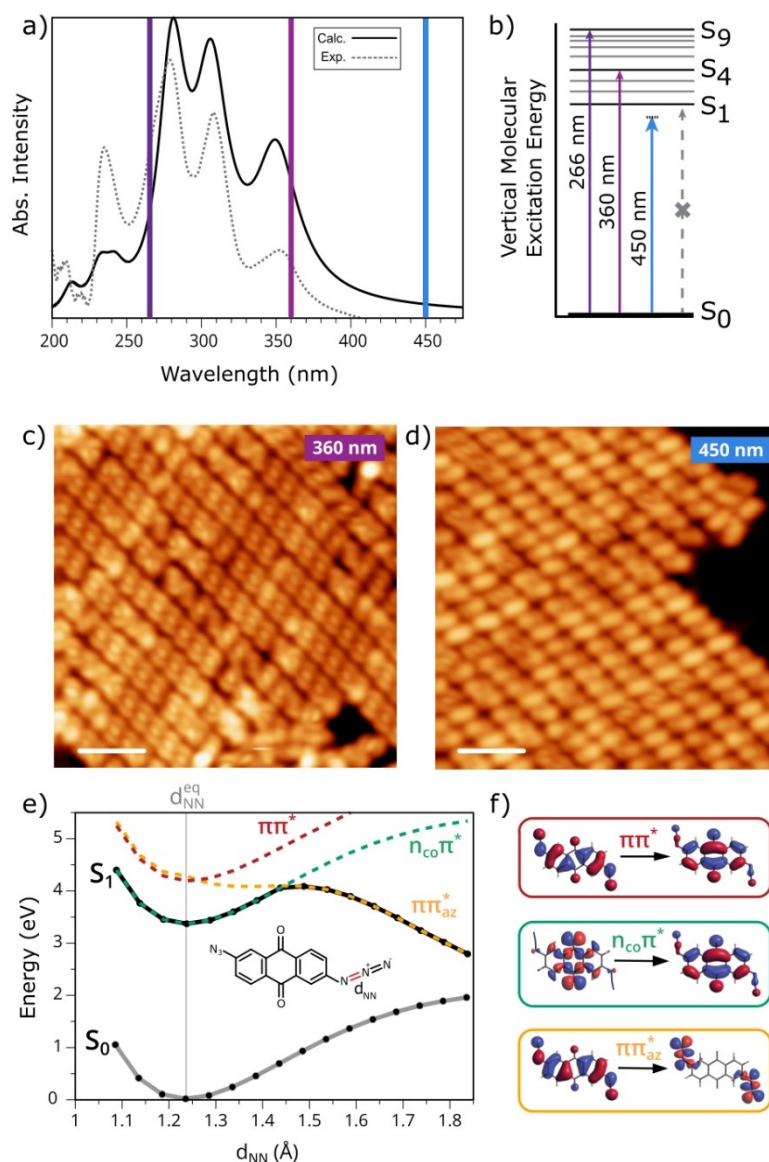 a)
Abs. Intensity
Calc.
Exp.
200 250 300 350 400 450
Wavelength (nm)
b)
Vertical Molecular
Excitation Energy
266 nm
360 nm
450 nm
S9
S4
S1
S0
c)
360 nm
d)
450 nm
e)
d_NN^eq
Energy (eV)
5
4
3
2
1
0
ππ*
n_coπ*
ππ*_az
S1
S0
O
N3
O
N=N⁺=N⁻
d_NN
1 1.1 1.2 1.3 1.4 1.5 1.6 1.7 1.8
d_NN (Å)
f)
ππ*
n_coπ*
ππ*_az